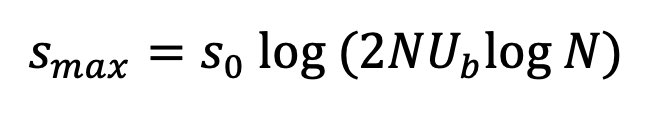 s_max = s_0 log (2NU_b log N)